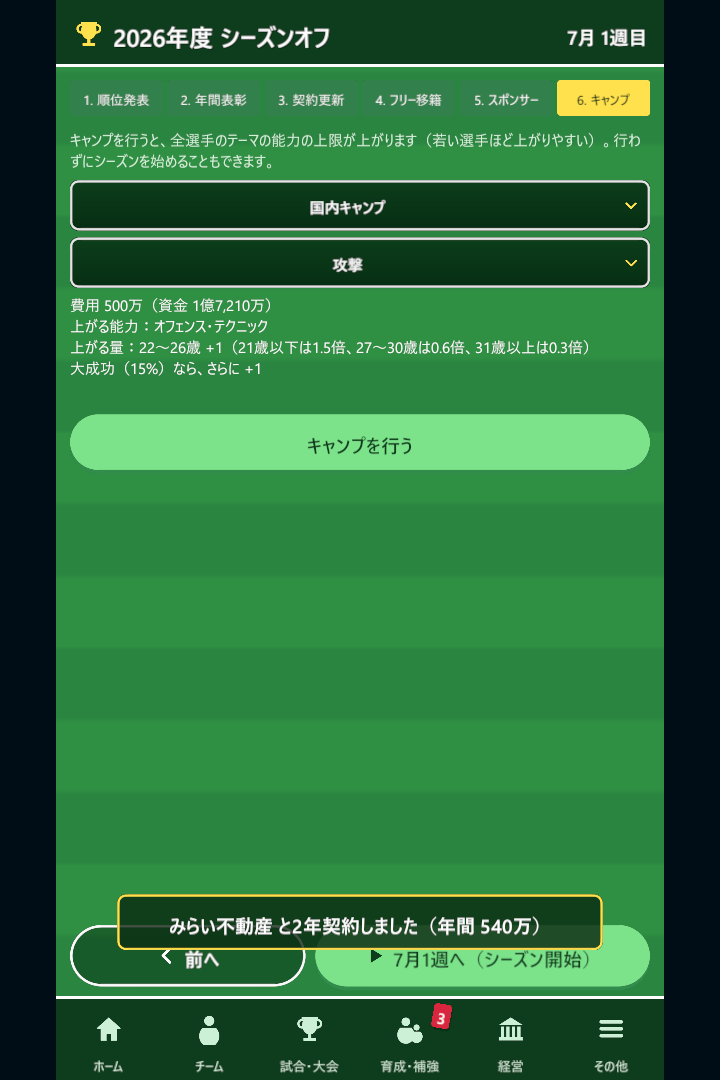 2026年度 シーズンオフ
7月 1週目
1. 順位発表
2. 年間表彰
3. 契約更新
4. フリー移籍
5. スポンサー
6. キャンプ
キャンプを行うと、全選手のテーマの能力の上限が上がります（若い選手ほど上がりやすい）。行わ
ずにシーズンを始めることもできます。
国内キャンプ
攻撃
費用 500万（資金 1億7,210万）
上がる能力：オフェンス・テクニック
上がる量：22〜26歳 +1（21歳以下は1.5倍、27〜30歳は0.6倍、31歳以上は0.3倍）
大成功（15%）なら、さらに +1
キャンプを行う
みらい不動産 と2年契約しました（年間 540万）
前へ
7月1週へ（シーズン開始）
3
ホーム
チーム
試合・大会
育成・補強
経営
その他